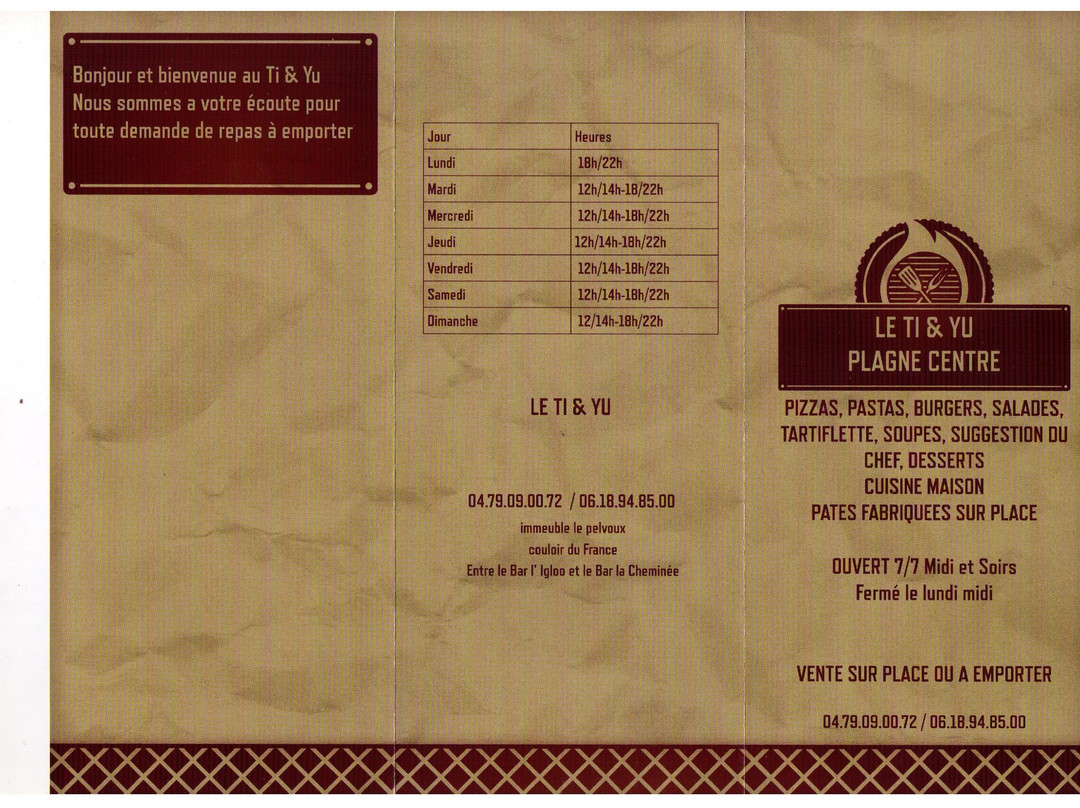 Bonjour et bienvenue au Ti & Yu
Nous sommes a votre écoute pour
toute demande de repas à emporter
Jour Heures
Lundi 18h/22h
Mardi 12h/14h-18/22h
Mercredi 12h/14h-18h/22h
Jeudi 12h/14h-18h/22h
Vendredi 12h/14h-18h/22h
Samedi 12h/14h-18h/22h
Dimanche 12/14h-18h/22h
LE TI & YU
04.79.09.00.72 / 06.18.94.85.00
immeuble le pelvoux
couloir du France
Entre le Bar l' Igloo et le Bar la Cheminée
LE TI & YU
PLAGNE CENTRE
PIZZAS, PASTAS, BURGERS, SALADES,
TARTIFLETTE, SOUPES, SUGGESTION DU
CHEF, DESSERTS
CUISINE MAISON
PATES FABRIQUEES SUR PLACE
OUVERT 7/7 Midi et Soirs
Fermé le lundi midi
VENTE SUR PLACE OU A EMPORTER
04.79.09.00.72 / 06.18.94.85.00